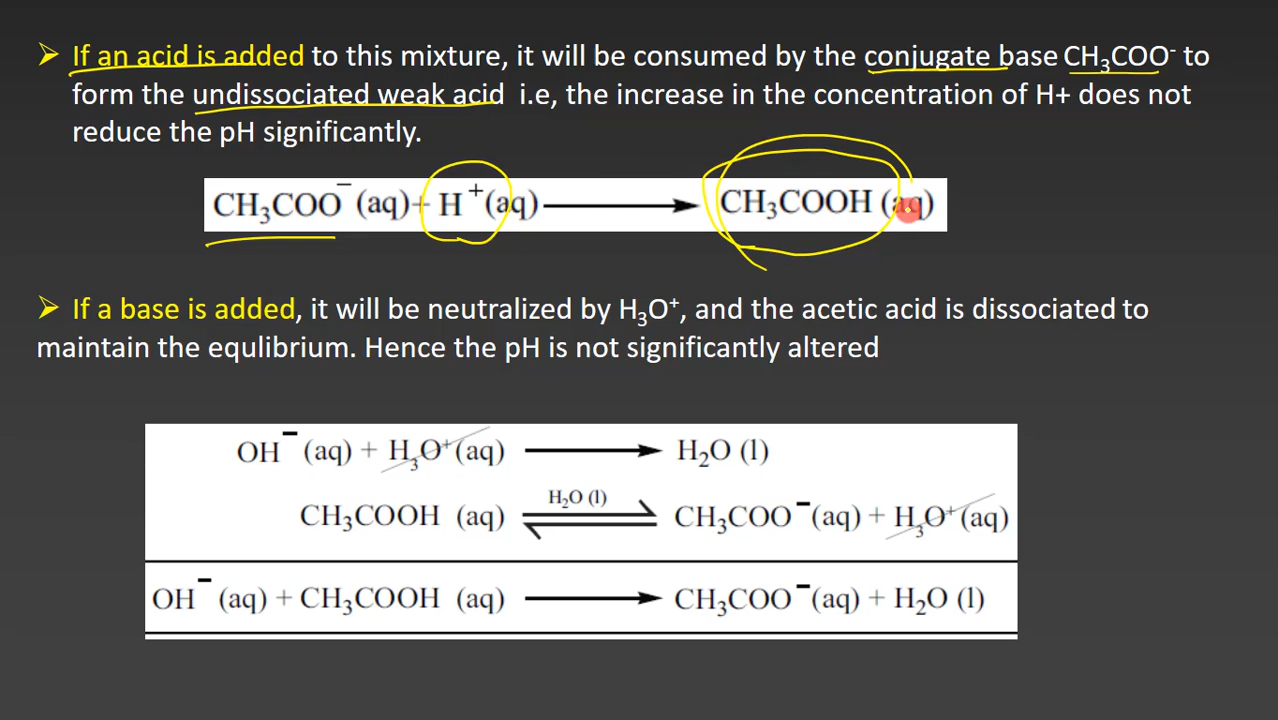 ➢ If an acid is added to this mixture, it will be consumed by the conjugate base CH₃COO⁻ to
form the undissociated weak acid i.e, the increase in the concentration of H+ does not
reduce the pH significantly.
CH₃COO⁻ (aq)+ H⁺(aq) ⟶ CH₃COOH (aq)
➢ If a base is added, it will be neutralized by H₃O⁺, and the acetic acid is dissociated to
maintain the equlibrium. Hence the pH is not significantly altered
OH⁻ (aq) + H₃O⁺(aq) ⟶ H₂O (l)
H₂O (l)
CH₃COOH (aq) ⇌ CH₃COO⁻(aq) + H₃O⁺(aq)
OH⁻ (aq) + CH₃COOH (aq) ⟶ CH₃COO⁻(aq) + H₂O (l)